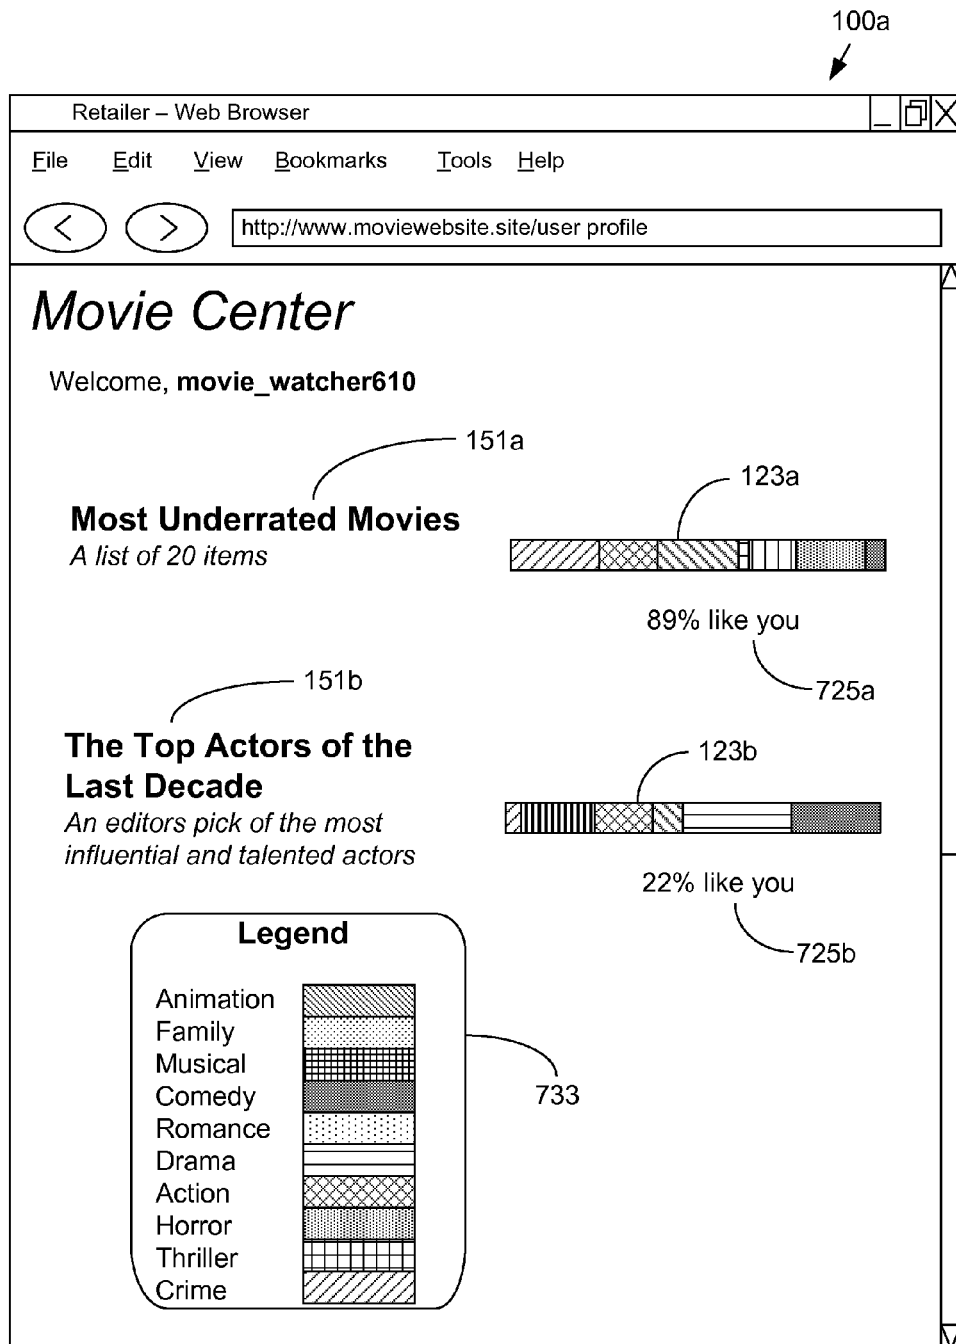 100a
Retailer – Web Browser
File Edit View Bookmarks Tools Help
http://www.moviewebsite.site/user profile
Movie Center
Welcome, movie_watcher610
151a
123a
Most Underrated Movies
A list of 20 items
89% like you
725a
151b
The Top Actors of the
Last Decade
An editors pick of the most
influential and talented actors
123b
22% like you
725b
Legend
Animation
Family
Musical
Comedy
Romance
Drama
Action
Horror
Thriller
Crime
733